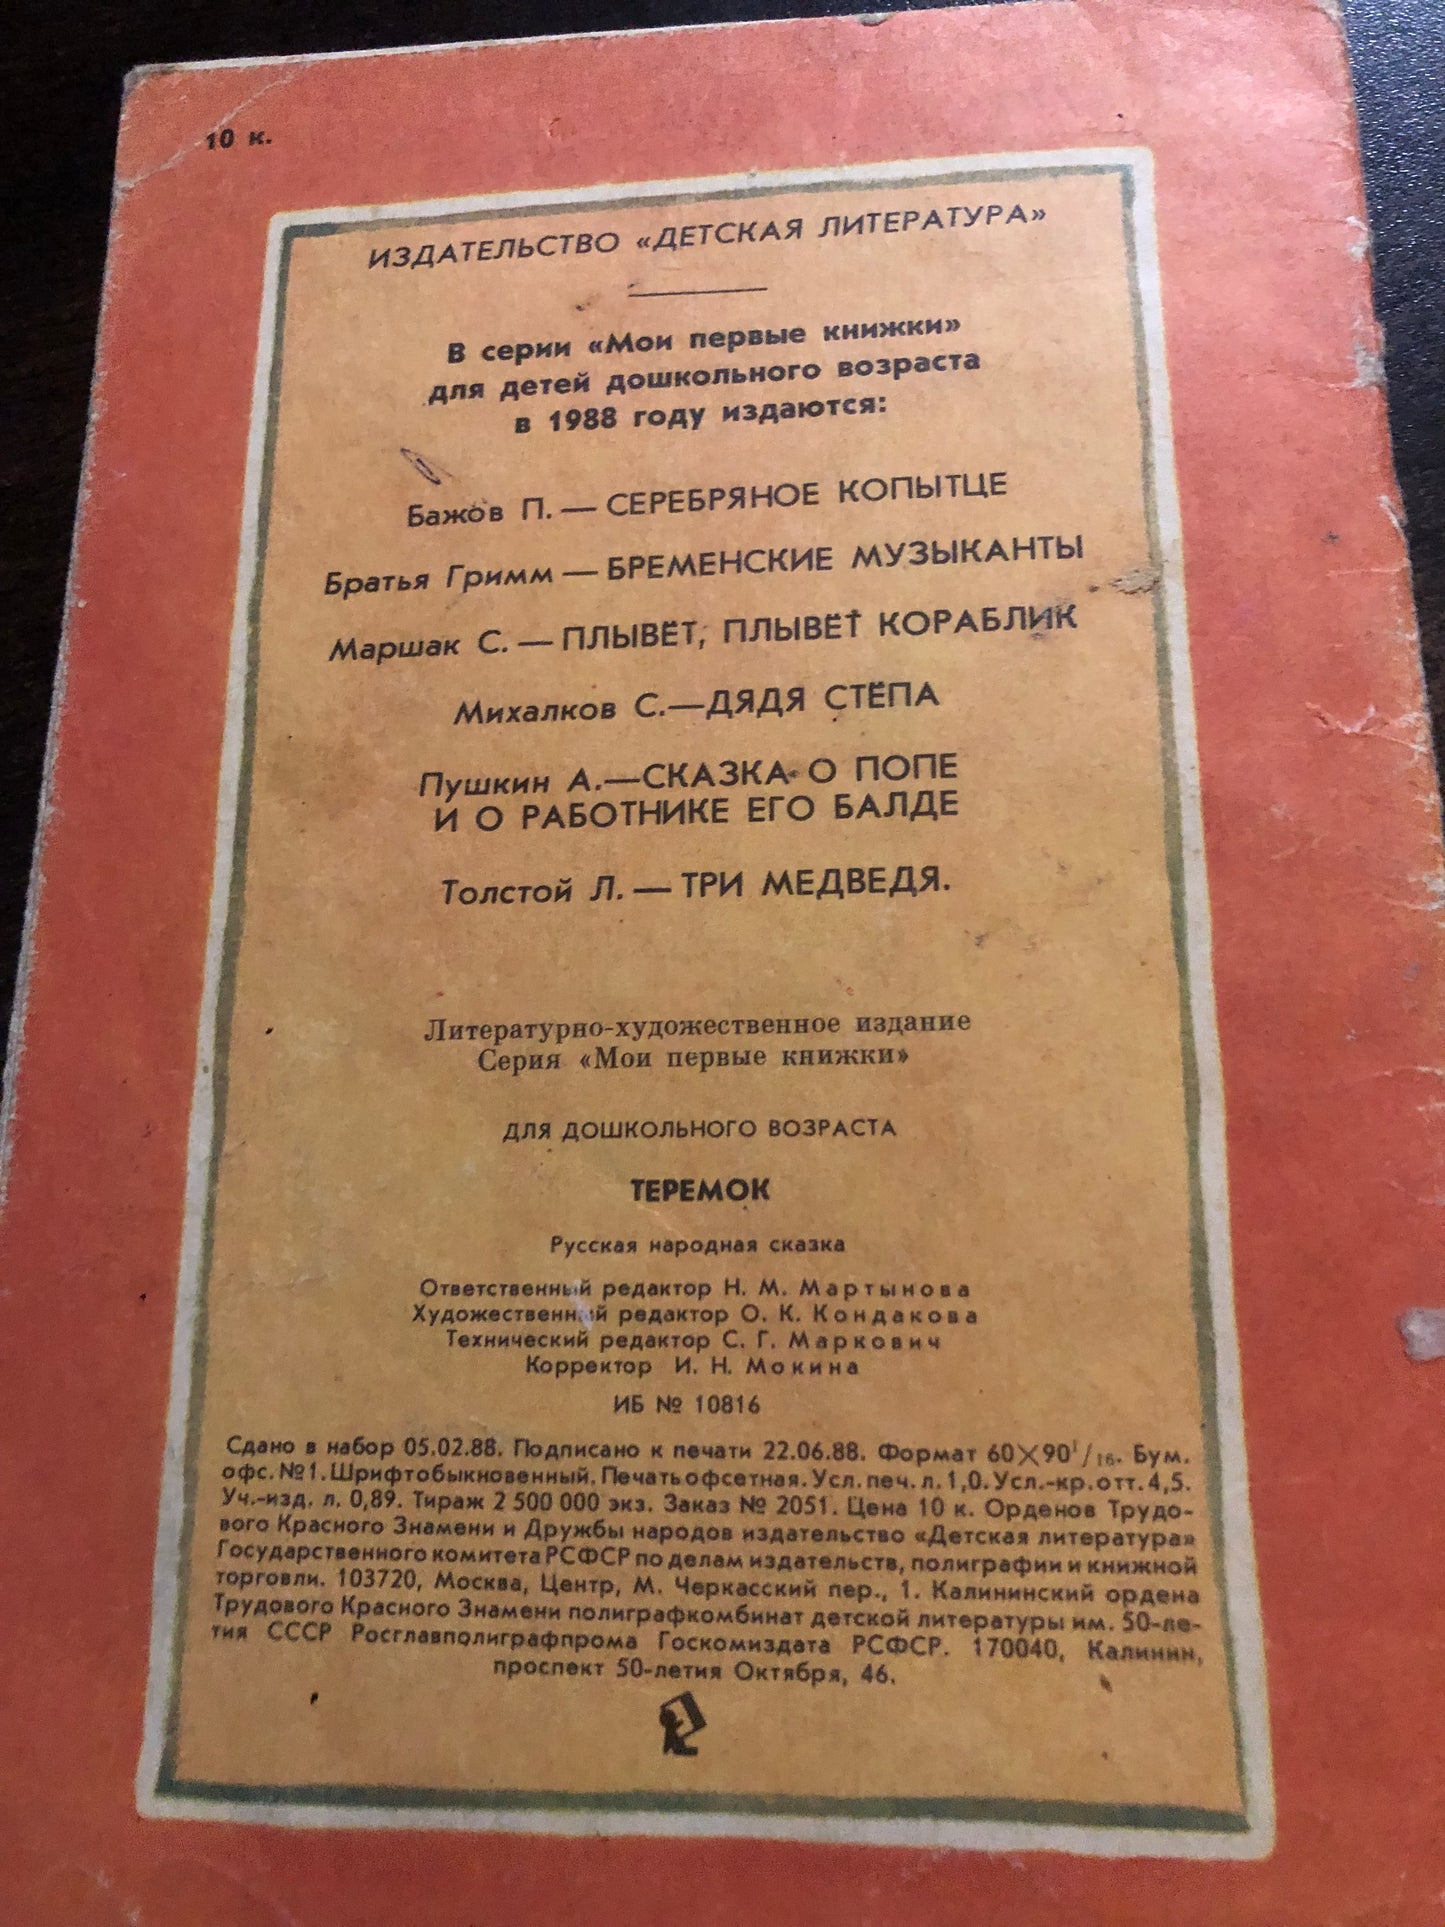 10 к.
ИЗДАТЕЛЬСТВО «ДЕТСКАЯ ЛИТЕРАТУРА»
В серии «Мои первые книжки»
для детей дошкольного возраста
в 1988 году издаются:
Бажов П. — СЕРЕБРЯНОЕ КОПЫТЦЕ
Братья Гримм — БРЕМЕНСКИЕ МУЗЫКАНТЫ
Маршак С. — ПЛЫВЁТ, ПЛЫВЁТ КОРАБЛИК
Михалков С.—ДЯДЯ СТЁПА
Пушкин А.—СКАЗКА О ПОПЕ
И О РАБОТНИКЕ ЕГО БАЛДЕ
Толстой Л. — ТРИ МЕДВЕДЯ.
Литературно-художественное издание
Серия «Мои первые книжки»
ДЛЯ ДОШКОЛЬНОГО ВОЗРАСТА
ТЕРЕМОК
Русская народная сказка
Ответственный редактор Н. М. Мартынова
Художественный редактор О. К. Кондакова
Технический редактор С. Г. Маркович
Корректор И. Н. Мокина
ИБ № 10816
Сдано в набор 05.02.88. Подписано к печати 22.06.88. Формат 60×90¹/₁₆. Бум.
офс. №1. Шрифт обыкновенный. Печать офсетная. Усл. печ. л. 1,0. Усл.-кр. отт. 4,5.
Уч.-изд. л. 0,89. Тираж 2 500 000 экз. Заказ № 2051. Цена 10 к. Орденов Трудо-
вого Красного Знамени и Дружбы народов издательство «Детская литература»
Государственного комитета РСФСР по делам издательств, полиграфии и книжной
торговли. 103720, Москва, Центр, М. Черкасский пер., 1. Калининский ордена
Трудового Красного Знамени полиграфкомбинат детской литературы им. 50-ле-
тия СССР Росглавполиграфпрома Госкомиздата РСФСР. 170040, Калинин,
проспект 50-летия Октября, 46.